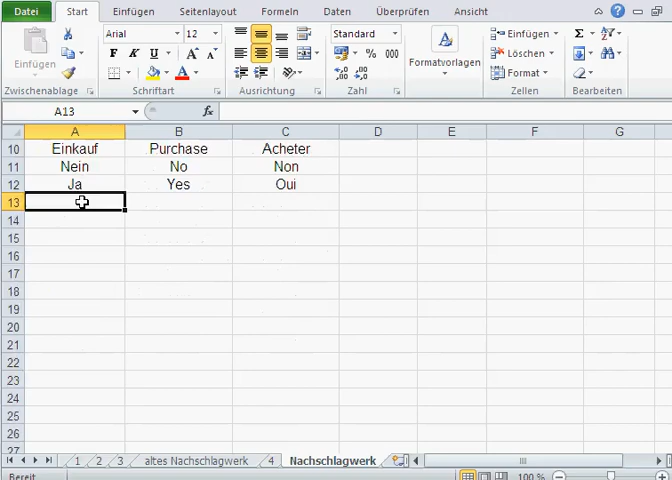 Datei Start Einfügen Seitenlayout Formeln Daten Überprüfen Ansicht
Einfügen Arial 12 Standard Formatvorlagen Einfügen
F K U % 000 Löschen
Format
Zwischenablage Schriftart Ausrichtung Zahl Zellen Bearbeiten
A13 fx
A B C D E F G
10 Einkauf Purchase Acheter
11 Nein No Non
12 Ja Yes Oui
13
14
15
16
17
18
19
20
21
22
23
24
25
26
27
1 2 3 altes Nachschlagwerk 4 Nachschlagwerk
Bereit 100 %